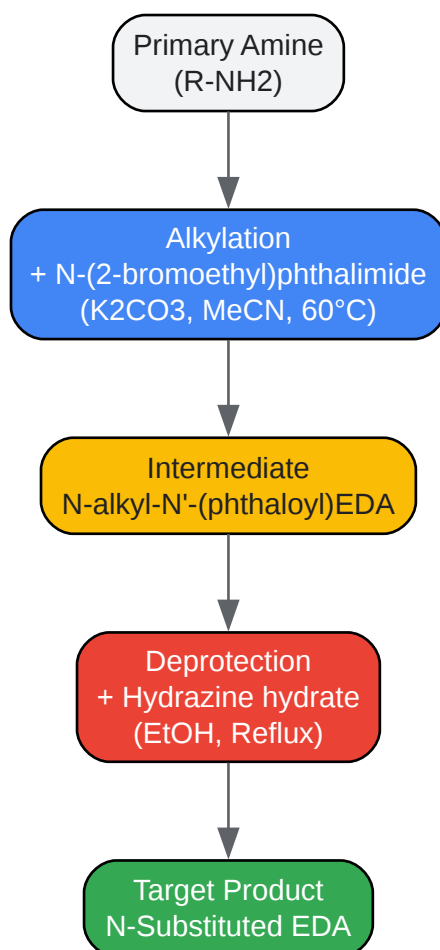 Primary Amine
(R-NH2)
Alkylation
+ N-(2-bromoethyl)phthalimide
(K2CO3, MeCN, 60°C)
Intermediate
N-alkyl-N'-(phthaloyl)EDA
Deprotection
+ Hydrazine hydrate
(EtOH, Reflux)
Target Product
N-Substituted EDA